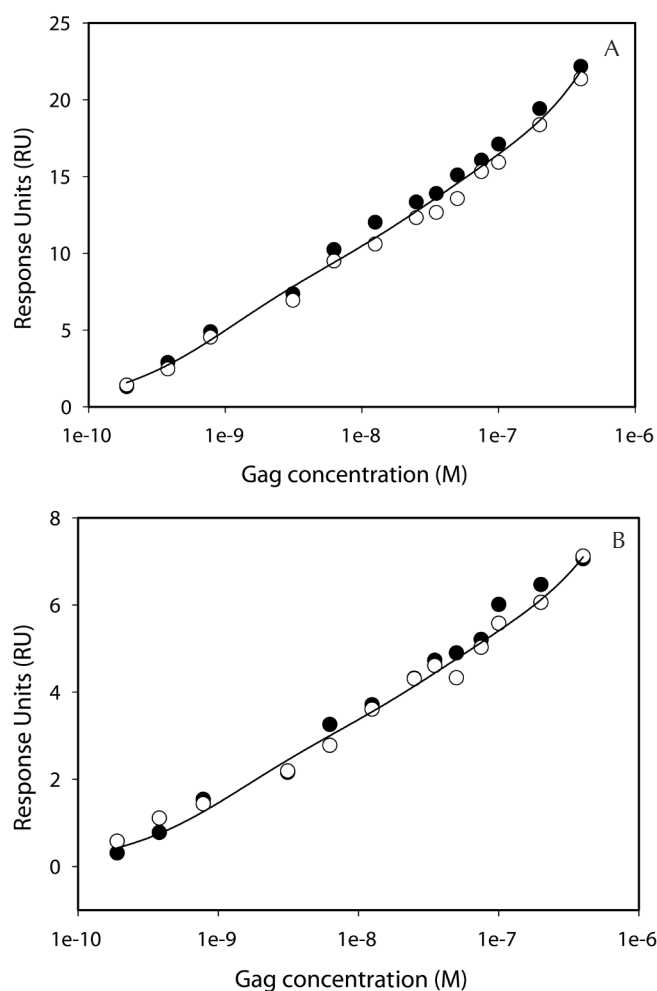 A
25
20
15
10
5
0
Response Units (RU)
1e-10 1e-9 1e-8 1e-7 1e-6
Gag concentration (M)
B
8
6
4
2
0
Response Units (RU)
1e-10 1e-9 1e-8 1e-7 1e-6
Gag concentration (M)